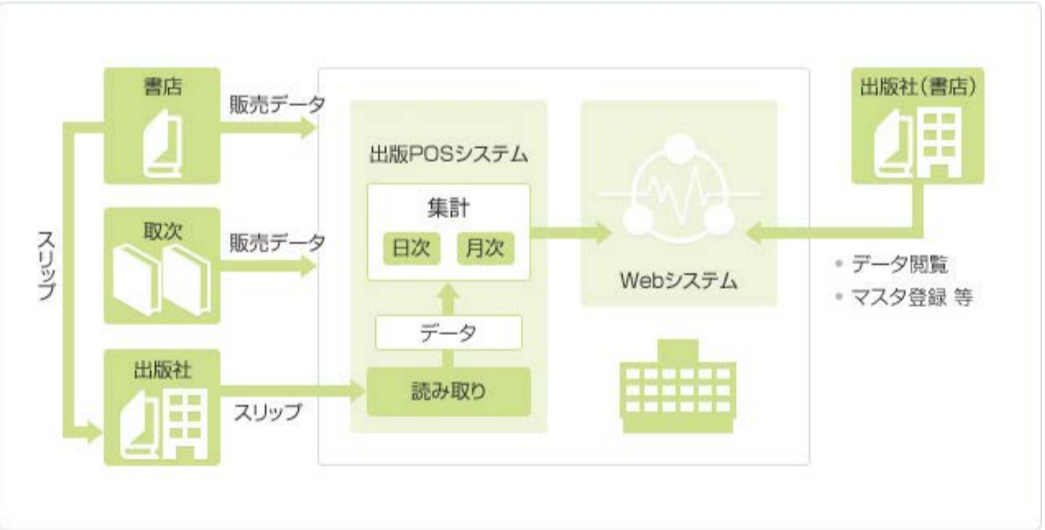 書店
販売データ
取次
販売データ
スリップ
出版社
スリップ
出版POSシステム
集計
日次
月次
データ
読み取り
Webシステム
出版社(書店)
• データ閲覧
• マスタ登録 等